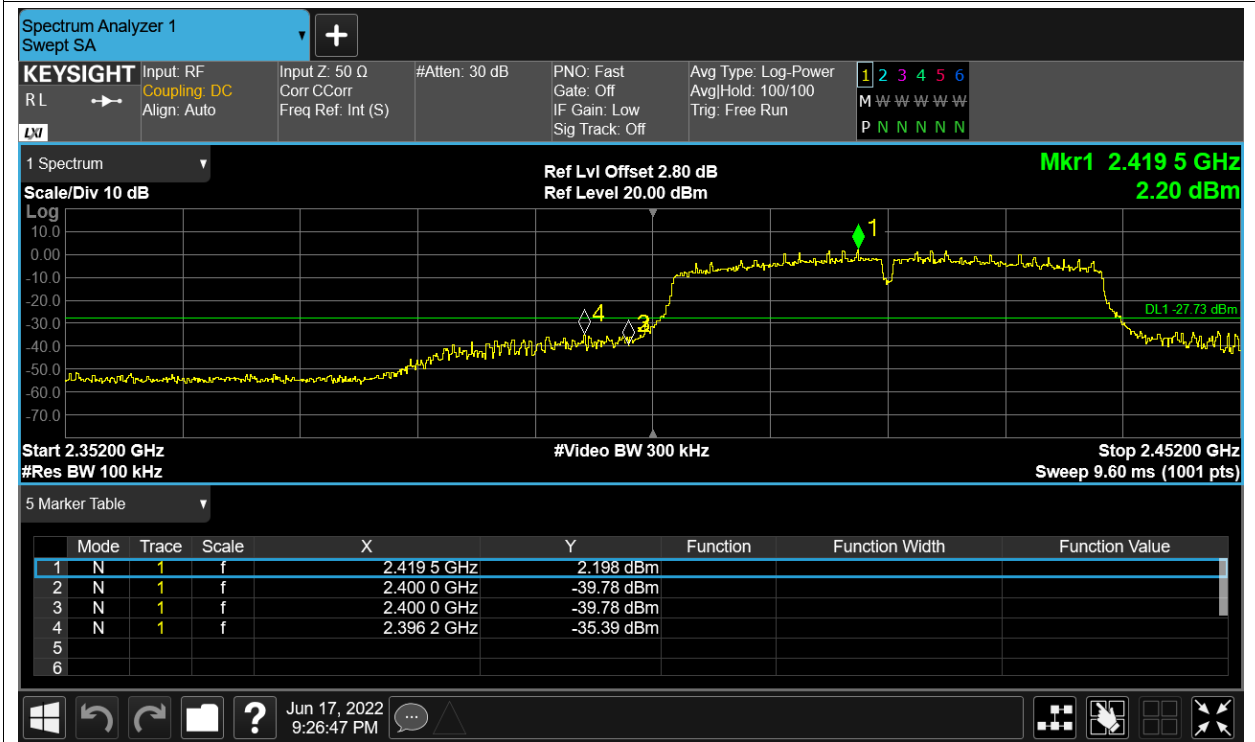 Spectrum Analyzer 1
Swept SA
+
KEYSIGHT Input: RF Input Z: 50 Ω #Atten: 30 dB PNO: Fast Avg Type: Log-Power 1 2 3 4 5 6
R L Coupling: DC Corr CCorr Gate: Off Avg|Hold: 100/100 M W W W W W
Align: Auto Freq Ref: Int (S) IF Gain: Low Trig: Free Run
LXI Sig Track: Off P N N N N N
1 Spectrum Ref Lvl Offset 2.80 dB Mkr1 2.419 5 GHz
Scale/Div 10 dB Ref Level 20.00 dBm 2.20 dBm
Log
10.0
1
0.00
-10.0
-20.0
DL1 -27.73 dBm
4
-30.0
-40.0
-50.0
-60.0
-70.0
Start 2.35200 GHz #Video BW 300 kHz Stop 2.45200 GHz
#Res BW 100 kHz Sweep 9.60 ms (1001 pts)
5 Marker Table
Mode Trace Scale X Y Function Function Width Function Value
1 N 1 f 2.419 5 GHz 2.198 dBm
2 N 1 f 2.400 0 GHz -39.78 dBm
3 N 1 f 2.400 0 GHz -39.78 dBm
4 N 1 f 2.396 2 GHz -35.39 dBm
5
6
? Jun 17, 2022
9:26:47 PM